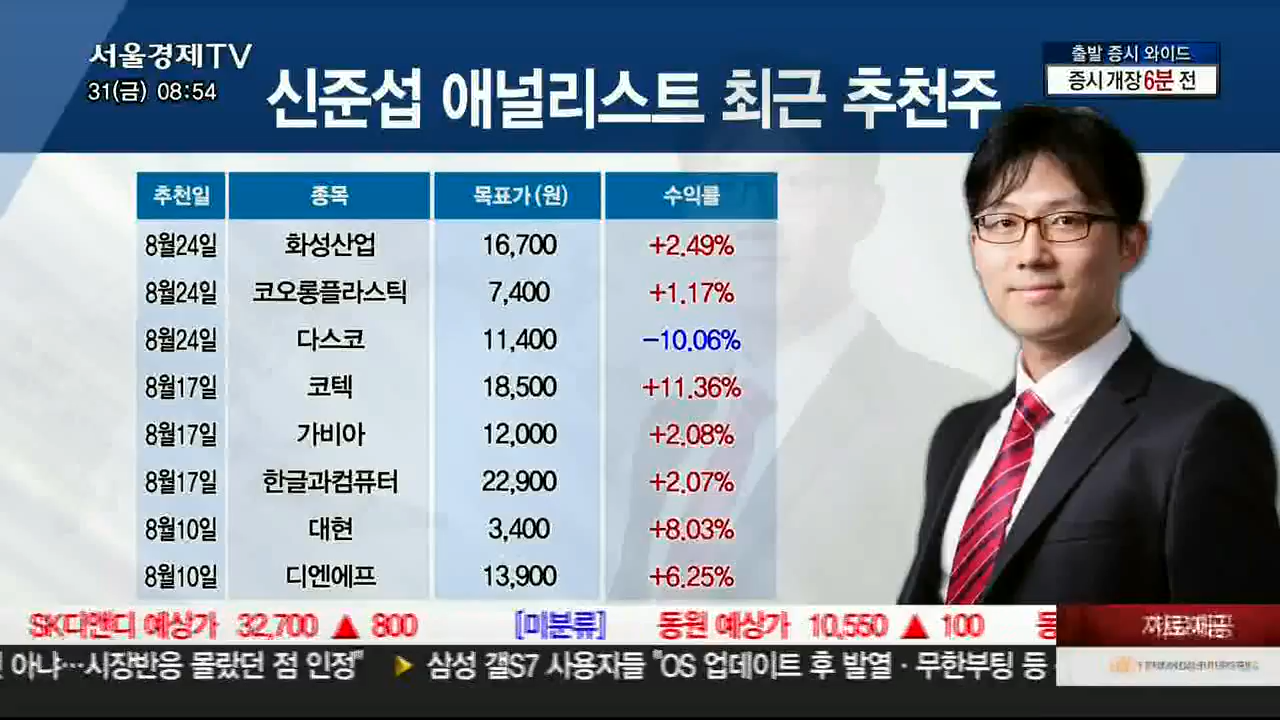 서울경제TV
31(금) 08:54
신준섭 애널리스트 최근 추천주
출발 증시 와이드
증시 개장 6분 전
추천일 종목 목표가(원) 수익률
8월24일 화성산업 16,700 +2.49%
8월24일 코오롱플라스틱 7,400 +1.17%
8월24일 다스코 11,400 -10.06%
8월17일 코텍 18,500 +11.36%
8월17일 가비아 12,000 +2.08%
8월17일 한글과컴퓨터 22,900 +2.07%
8월10일 대현 3,400 +8.03%
8월10일 디엔에프 13,900 +6.25%
SK디앤디 예상가 32,700 ▲ 800 [미분류] 동원 예상가 10,550 ▲ 100
아냐…시장반응 몰랐던 점 인정" ▶ 삼성 갤S7 사용자들 "OS 업데이트 후 발열·무한부팅 등